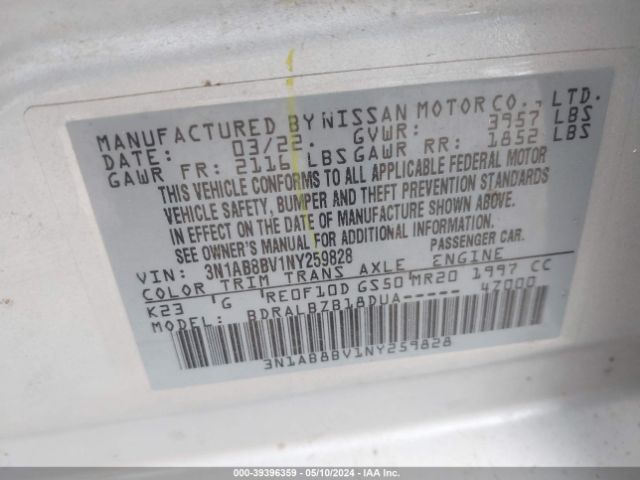 MANUFACTURED BY NISSAN MOTOR CO., LTD.
DATE: 03/22. GVWR: 3957 LBS
GAWR FR: 2116 LBS GAWR RR: 1852 LBS
THIS VEHICLE CONFORMS TO ALL APPLICABLE FEDERAL MOTOR
VEHICLE SAFETY, BUMPER AND THEFT PREVENTION STANDARDS
IN EFFECT ON THE DATE OF MANUFACTURE SHOWN ABOVE.
SEE OWNER'S MANUAL FOR ADDITIONAL INFORMATION.
VIN: 3N1AB8BV1NY259828 PASSENGER CAR.
COLOR TRIM TRANS AXLE ENGINE
K23 'G 'RE0F10D GS50'MR20 1997 CC
MODEL: BDRALBZB18DUA----- 4Z000
3N1AB8BV1NY259828
000-39396359 - 05/10/2024 - IAA Inc.